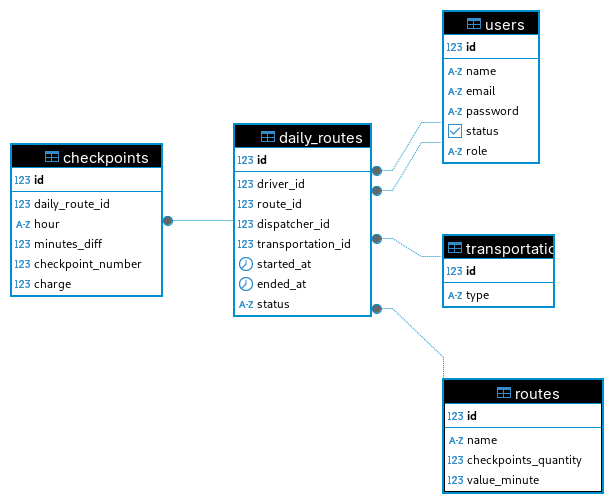 users
123 id
A-Z name
A-Z email
A-Z password
status
A-Z role
daily_routes
123 id
123 driver_id
123 route_id
123 dispatcher_id
123 transportation_id
started_at
ended_at
A-Z status
checkpoints
123 id
123 daily_route_id
A-Z hour
123 minutes_diff
123 checkpoint_number
123 charge
transportatio
123 id
A-Z type
routes
123 id
A-Z name
123 checkpoints_quantity
123 value_minute